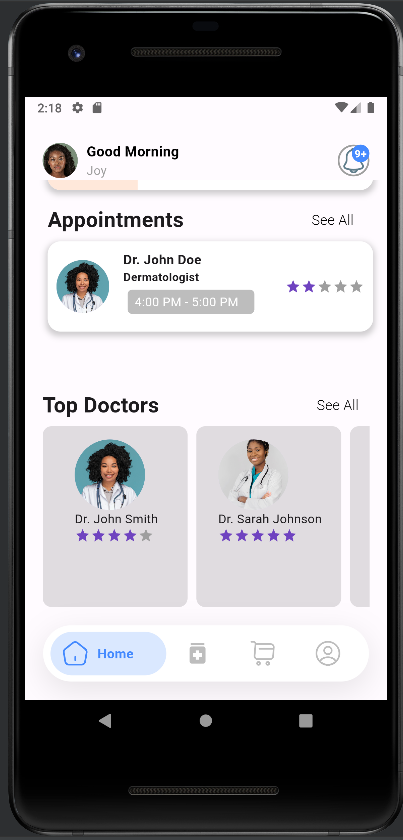 2:18
Good Morning
9+
Joy
Appointments See All
Dr. John Doe
Dermatologist
4:00 PM - 5:00 PM
Top Doctors See All
Dr. John Smith Dr. Sarah Johnson
Home